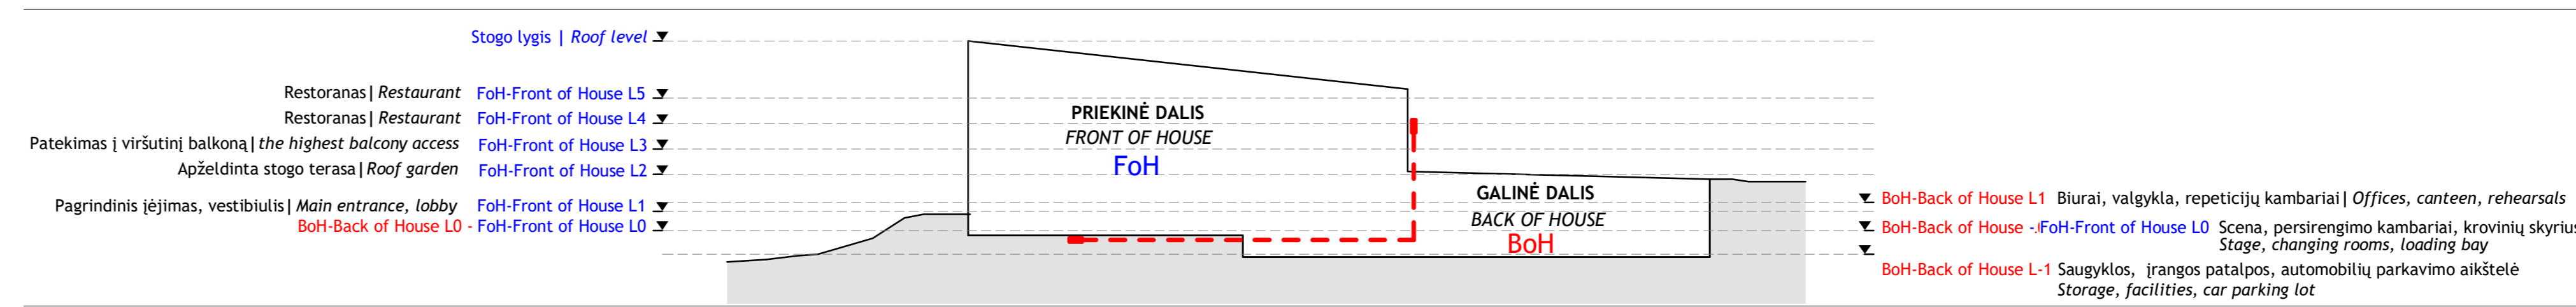 Stogo lygis | Roof level
Restoranas| Restaurant FoH-Front of House L5
Restoranas| Restaurant FoH-Front of House L4
Patekimas į viršutinį balkoną| the highest balcony access FoH-Front of House L3
Apželdinta stogo terasa| Roof garden FoH-Front of House L2
Pagrindinis įėjimas, vestibiulis| Main entrance, lobby FoH-Front of House L1
BoH-Back of House L0 - FoH-Front of House L0
PRIEKINĖ DALIS
FRONT OF HOUSE
FoH
GALINĖ DALIS
BACK OF HOUSE
BoH
BoH-Back of House L1 Biurai, valgykla, repeticijų kambariai| Offices, canteen, rehearsals
BoH-Back of House -FoH-Front of House L0 Scena, persirengimo kambariai, krovinių skyrius
Stage, changing rooms, loading bay
BoH-Back of House L-1 Saugyklos, įrangos patalpos, automobilių parkavimo aikštelė
Storage, facilities, car parking lot